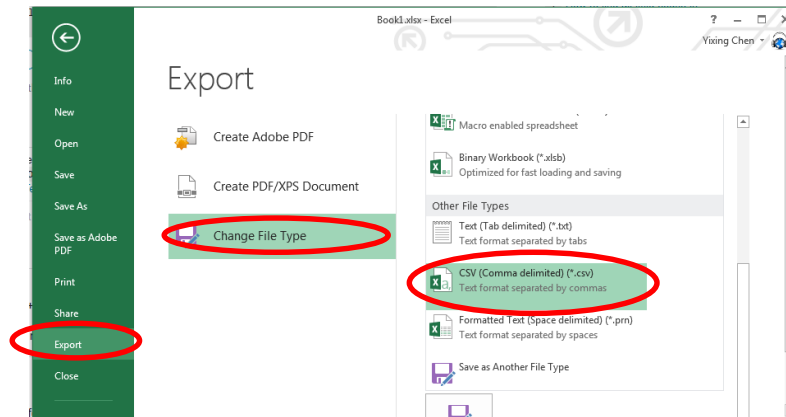 Book1.xlsx - Excel
?
Yixing Chen
Info
New
Open
Save
Save As
Save as Adobe
PDF
Print
Share
Export
Close
Export
Create Adobe PDF
Create PDF/XPS Document
Change File Type
Macro enabled spreadsheet
Binary Workbook (*.xlsb)
Optimized for fast loading and saving
Other File Types
Text (Tab delimited) (*.txt)
Text format separated by tabs
CSV (Comma delimited) (*.csv)
Text format separated by commas
Formatted Text (Space delimited) (*.prn)
Text format separated by spaces
Save as Another File Type